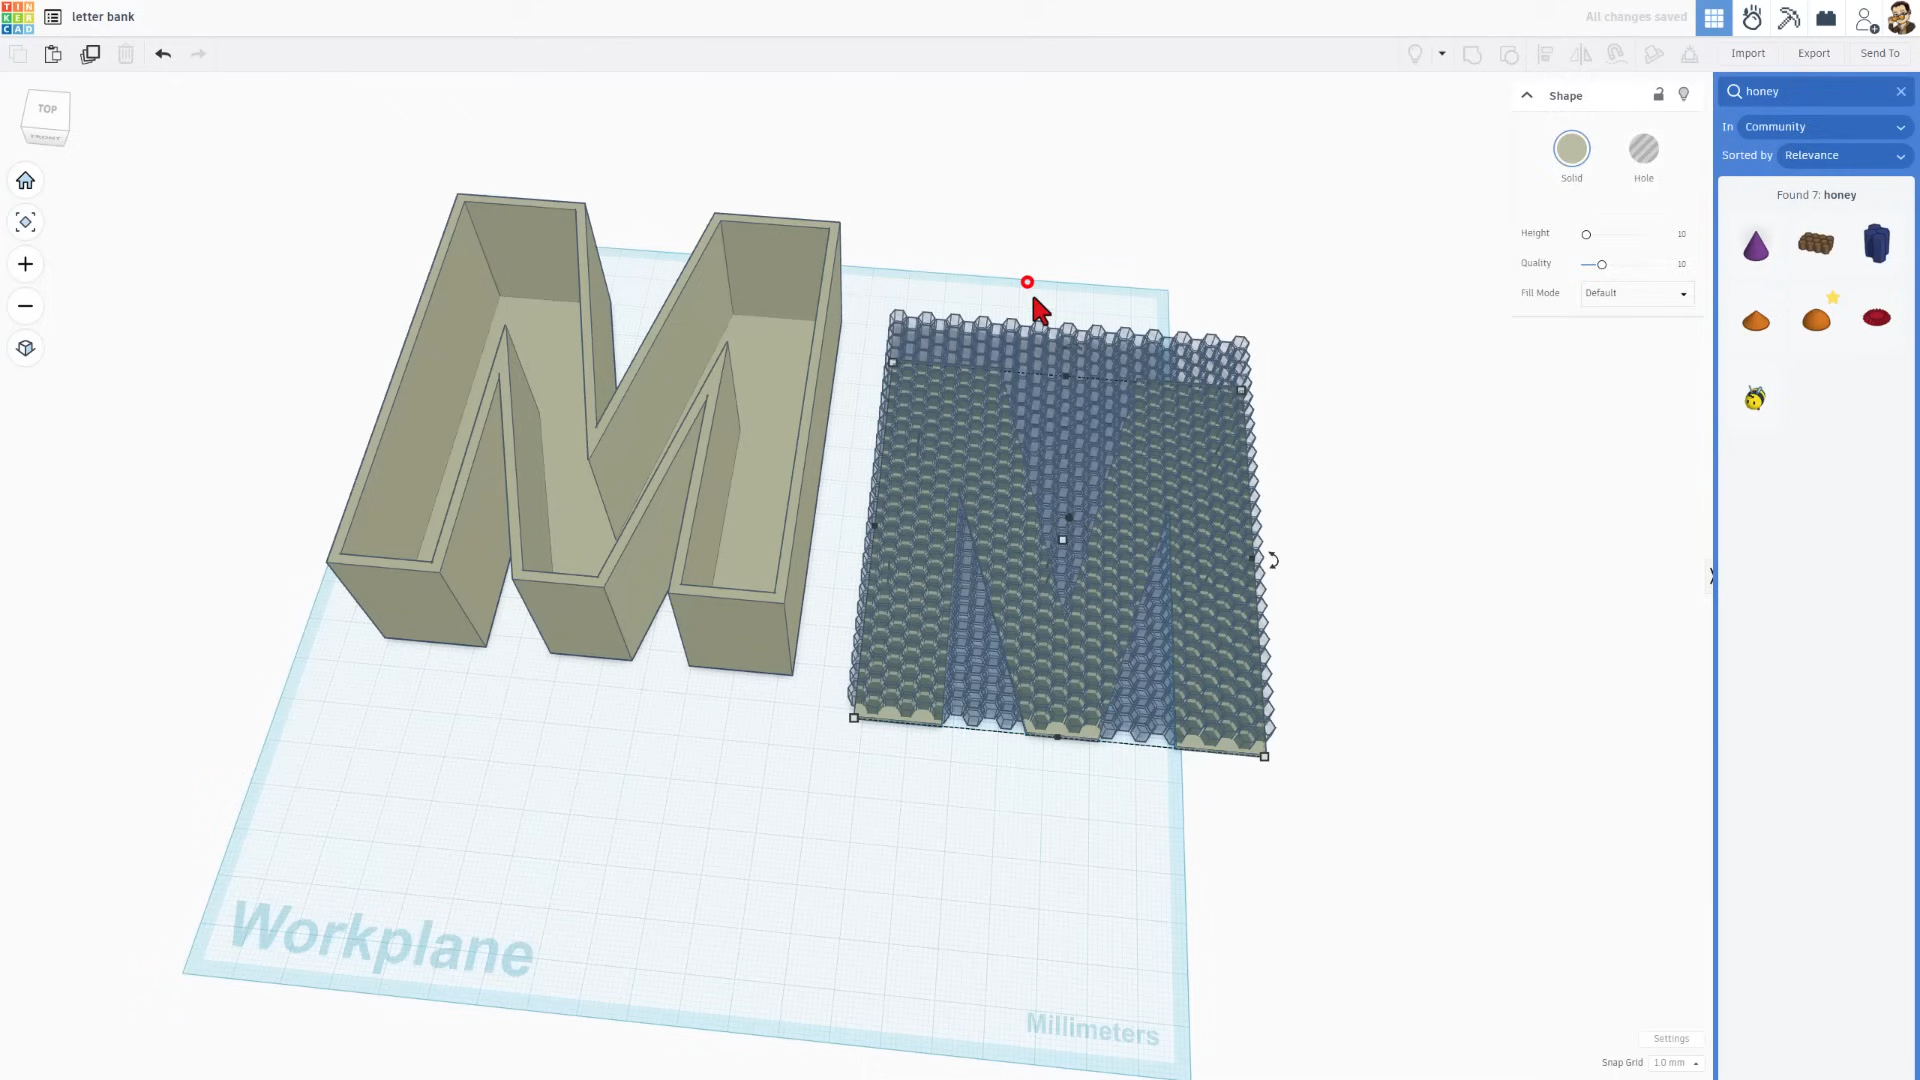 TIN
KER
CAD
letter bank
All changes saved
Import
Export
Send To
TOP
FRONT
Shape
Solid
Hole
Height
10
Quality
10
Fill Mode
Default
honey
In
Community
Sorted by
Relevance
Found 7: honey
Workplane
Millimeters
Settings
Snap Grid
1.0 mm